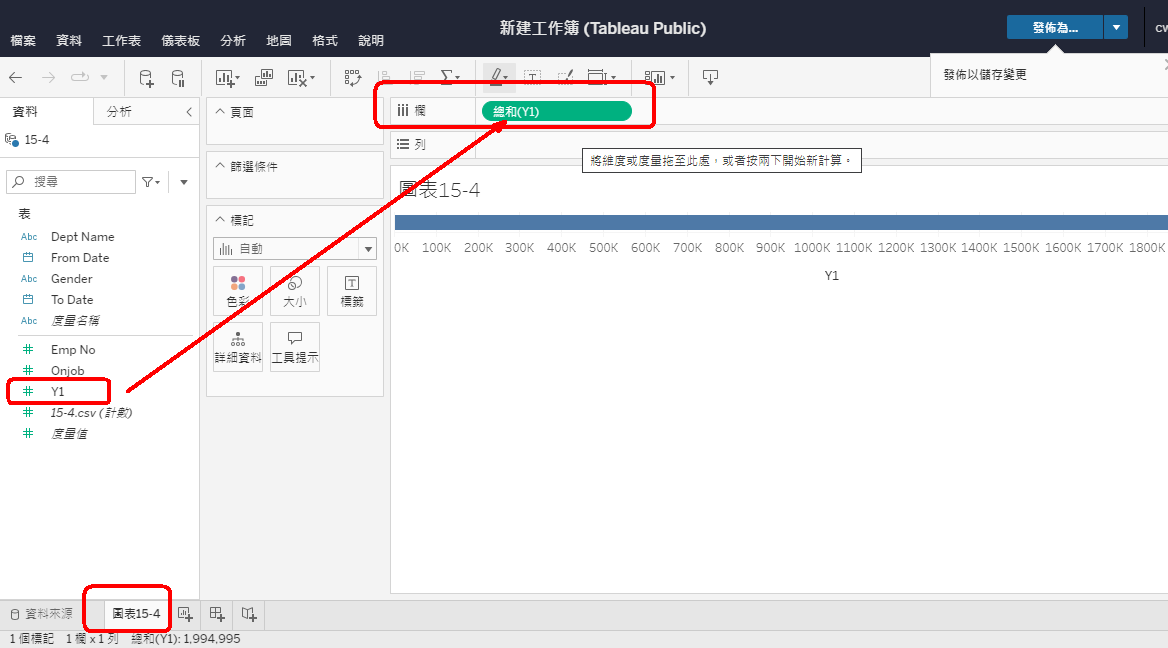 新建工作簿 (Tableau Public)
發佈為...
cw
檔案 資料 工作表 儀表板 分析 地圖 格式 說明
發佈以儲存變更
資料 分析
15-4
搜尋
表
Abc Dept Name
From Date
Abc Gender
To Date
Abc 度量名稱
Emp No
Onjob
Y1
15-4.csv (計數)
度量值
頁面
篩選條件
標記
自動
色彩 大小 標籤
T
詳細資料 工具提示
欄 總和(Y1)
列
將維度或度量拖至此處，或者按兩下開始新計算。
圖表15-4
0K 100K 200K 300K 400K 500K 600K 700K 800K 900K 1000K 1100K 1200K 1300K 1400K 1500K 1600K 1700K 1800K
Y1
資料來源 圖表15-4
1 個標記 1 欄 x 1 列 總和(Y1): 1,994,995